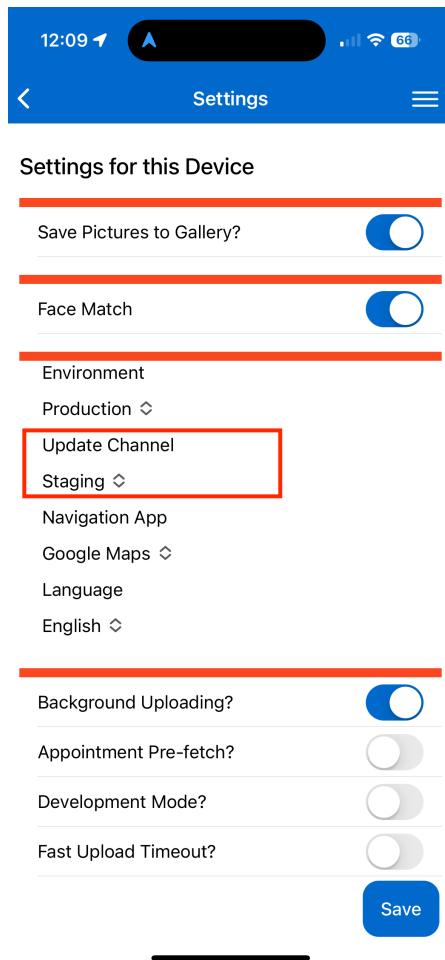 12:09
66
Settings
Settings for this Device
Save Pictures to Gallery?
Face Match
Environment
Production
Update Channel
Staging
Navigation App
Google Maps
Language
English
Background Uploading?
Appointment Pre-fetch?
Development Mode?
Fast Upload Timeout?
Save